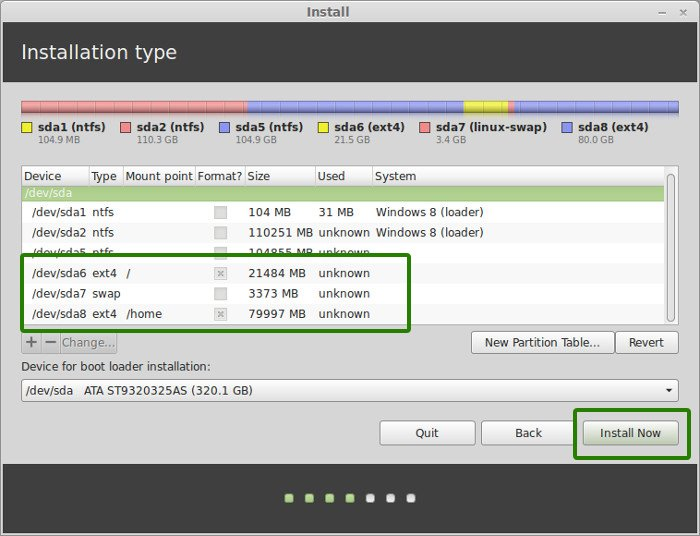 Install
Installation type
sda1 (ntfs) sda2 (ntfs) sda5 (ntfs) sda6 (ext4) sda7 (linux-swap) sda8 (ext4)
104.9 MB 110.3 GB 104.9 GB 21.5 GB 3.4 GB 80.0 GB
Device Type Mount point Format? Size Used System
/dev/sda
/dev/sda1 ntfs 104 MB 31 MB Windows 8 (loader)
/dev/sda2 ntfs 110251 MB unknown Windows 8 (loader)
/dev/sda5 ntfs 104855 MB unknown
/dev/sda6 ext4 / 21484 MB unknown
/dev/sda7 swap 3373 MB unknown
/dev/sda8 ext4 /home 79997 MB unknown
+ − Change... New Partition Table... Revert
Device for boot loader installation:
/dev/sda ATA ST9320325AS (320.1 GB)
Quit Back Install Now